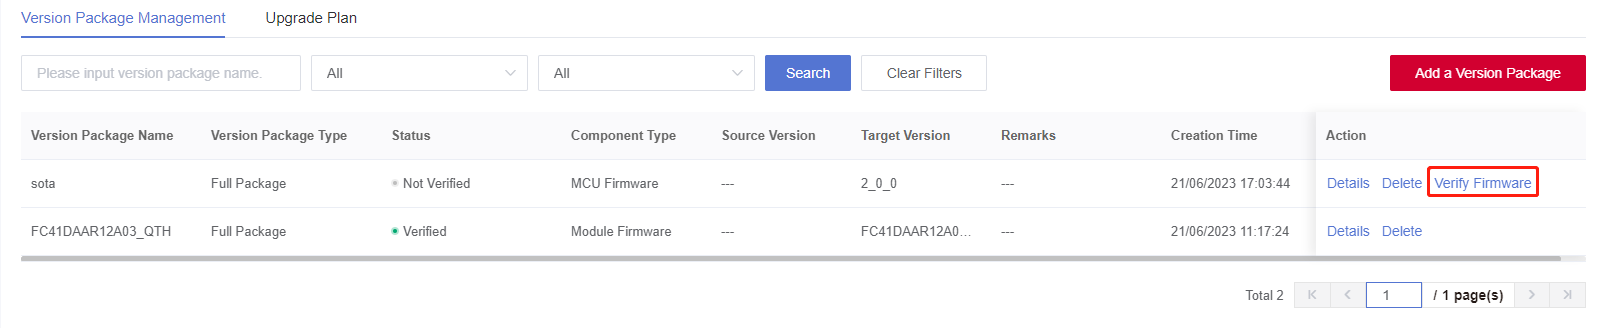 Version Package Management Upgrade Plan
Please input version package name. All All Search Clear Filters Add a Version Package
Version Package Name Version Package Type Status Component Type Source Version Target Version Remarks Creation Time Action
sota Full Package Not Verified MCU Firmware --- 2_0_0 --- 21/06/2023 17:03:44 Details Delete Verify Firmware
FC41DAAR12A03_QTH Full Package Verified Module Firmware --- FC41DAAR12A0... --- 21/06/2023 11:17:24 Details Delete
Total 2 1 / 1 page(s)